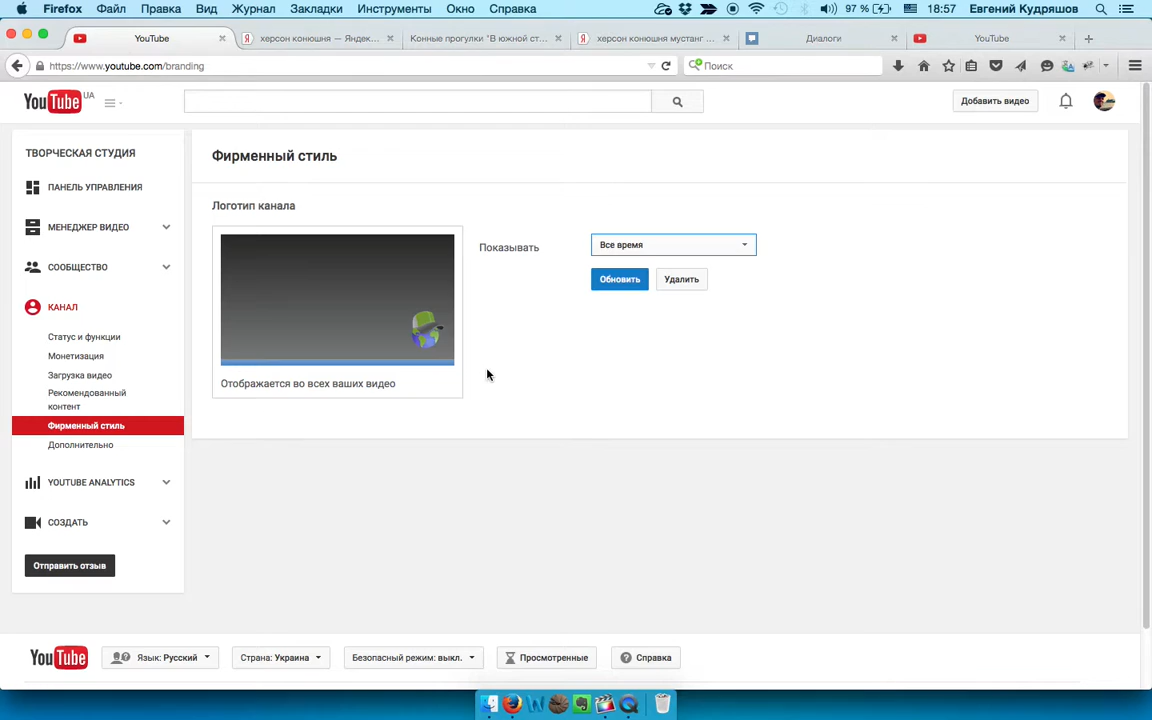 Firefox Файл Правка Вид Журнал Закладки Инструменты Окно Справка 97 % 18:57 Евгений Кудряшов
YouTube херсон конюшня — Яндек... Конные прогулки "В южной ст... херсон конюшня мустанг ... Диалоги YouTube
https://www.youtube.com/branding Поиск
YouTube UA Добавить видео
ТВОРЧЕСКАЯ СТУДИЯ
ПАНЕЛЬ УПРАВЛЕНИЯ
МЕНЕДЖЕР ВИДЕО
СООБЩЕСТВО
КАНАЛ
Статус и функции
Монетизация
Загрузка видео
Рекомендованный
контент
Фирменный стиль
Дополнительно
YOUTUBE ANALYTICS
СОЗДАТЬ
Отправить отзыв
Фирменный стиль
Логотип канала
Показывать Все время
Обновить Удалить
Отображается во всех ваших видео
YouTube Язык: Русский Страна: Украина Безопасный режим: выкл. Просмотренные Справка